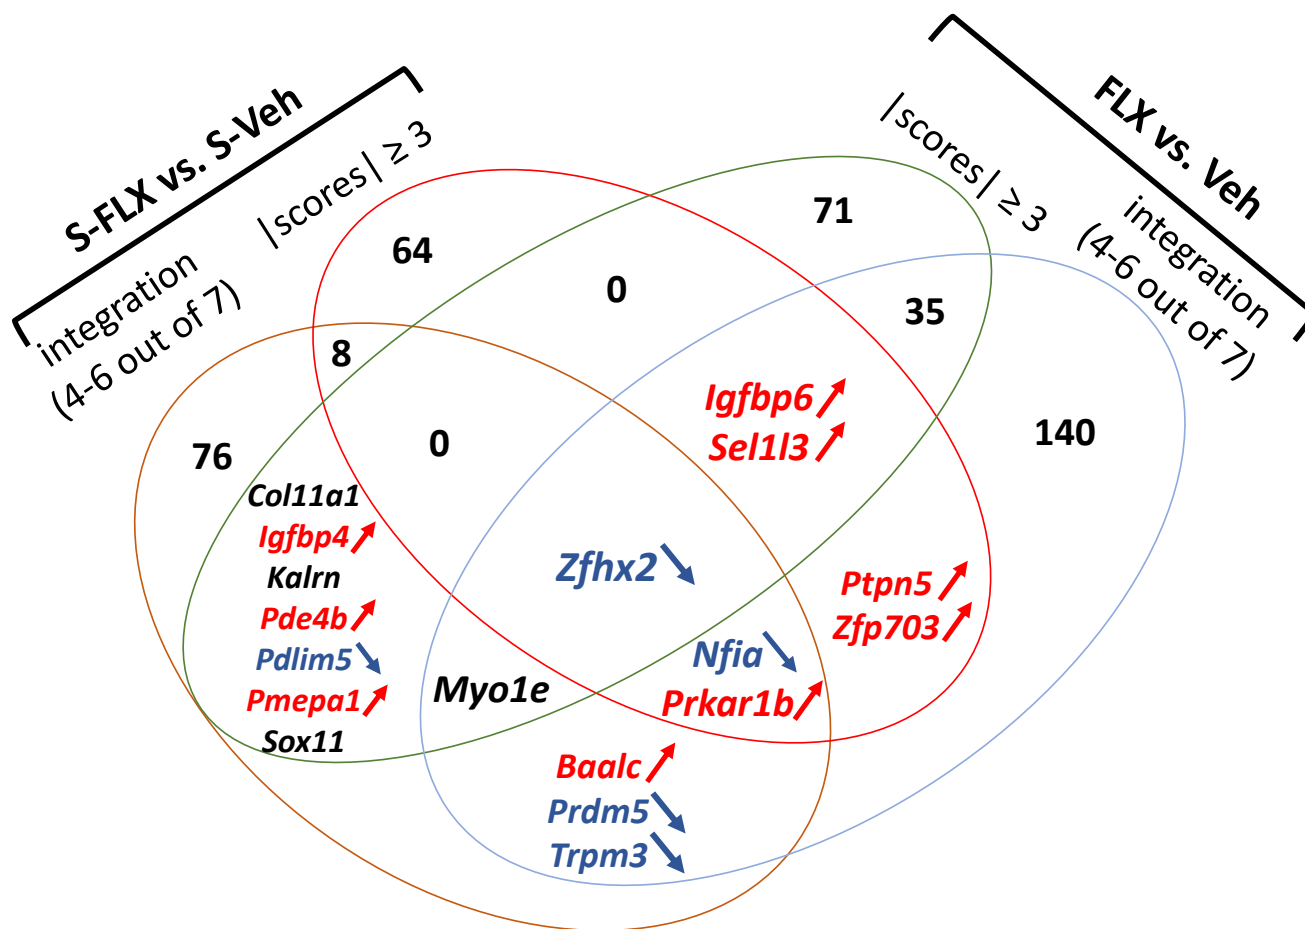 S-FLX vs. S-Veh
integration
(4-6 out of 7)
|scores| ≥ 3
FLX vs. Veh
|scores| ≥ 3
integration
(4-6 out of 7)
64
0
71
35
8
76
0
140
Igfbp6
Sel1l3
Col11a1
Igfbp4
Kalrn
Pde4b
Pdlim5
Pmepa1
Sox11
Zfhx2
Ptpn5
Zfp703
Nfia
Prkar1b
Myo1e
Baalc
Prdm5
Trpm3